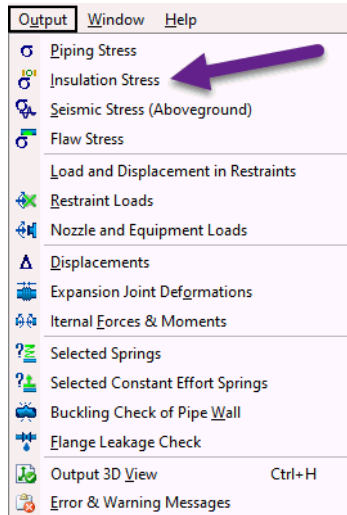 Output Window Help
Piping Stress
Insulation Stress
Seismic Stress (Aboveground)
Flaw Stress
Load and Displacement in Restraints
Restraint Loads
Nozzle and Equipment Loads
Displacements
Expansion Joint Deformations
Iternal Forces & Moments
Selected Springs
Selected Constant Effort Springs
Buckling Check of Pipe Wall
Flange Leakage Check
Output 3D View Ctrl+H
Error & Warning Messages